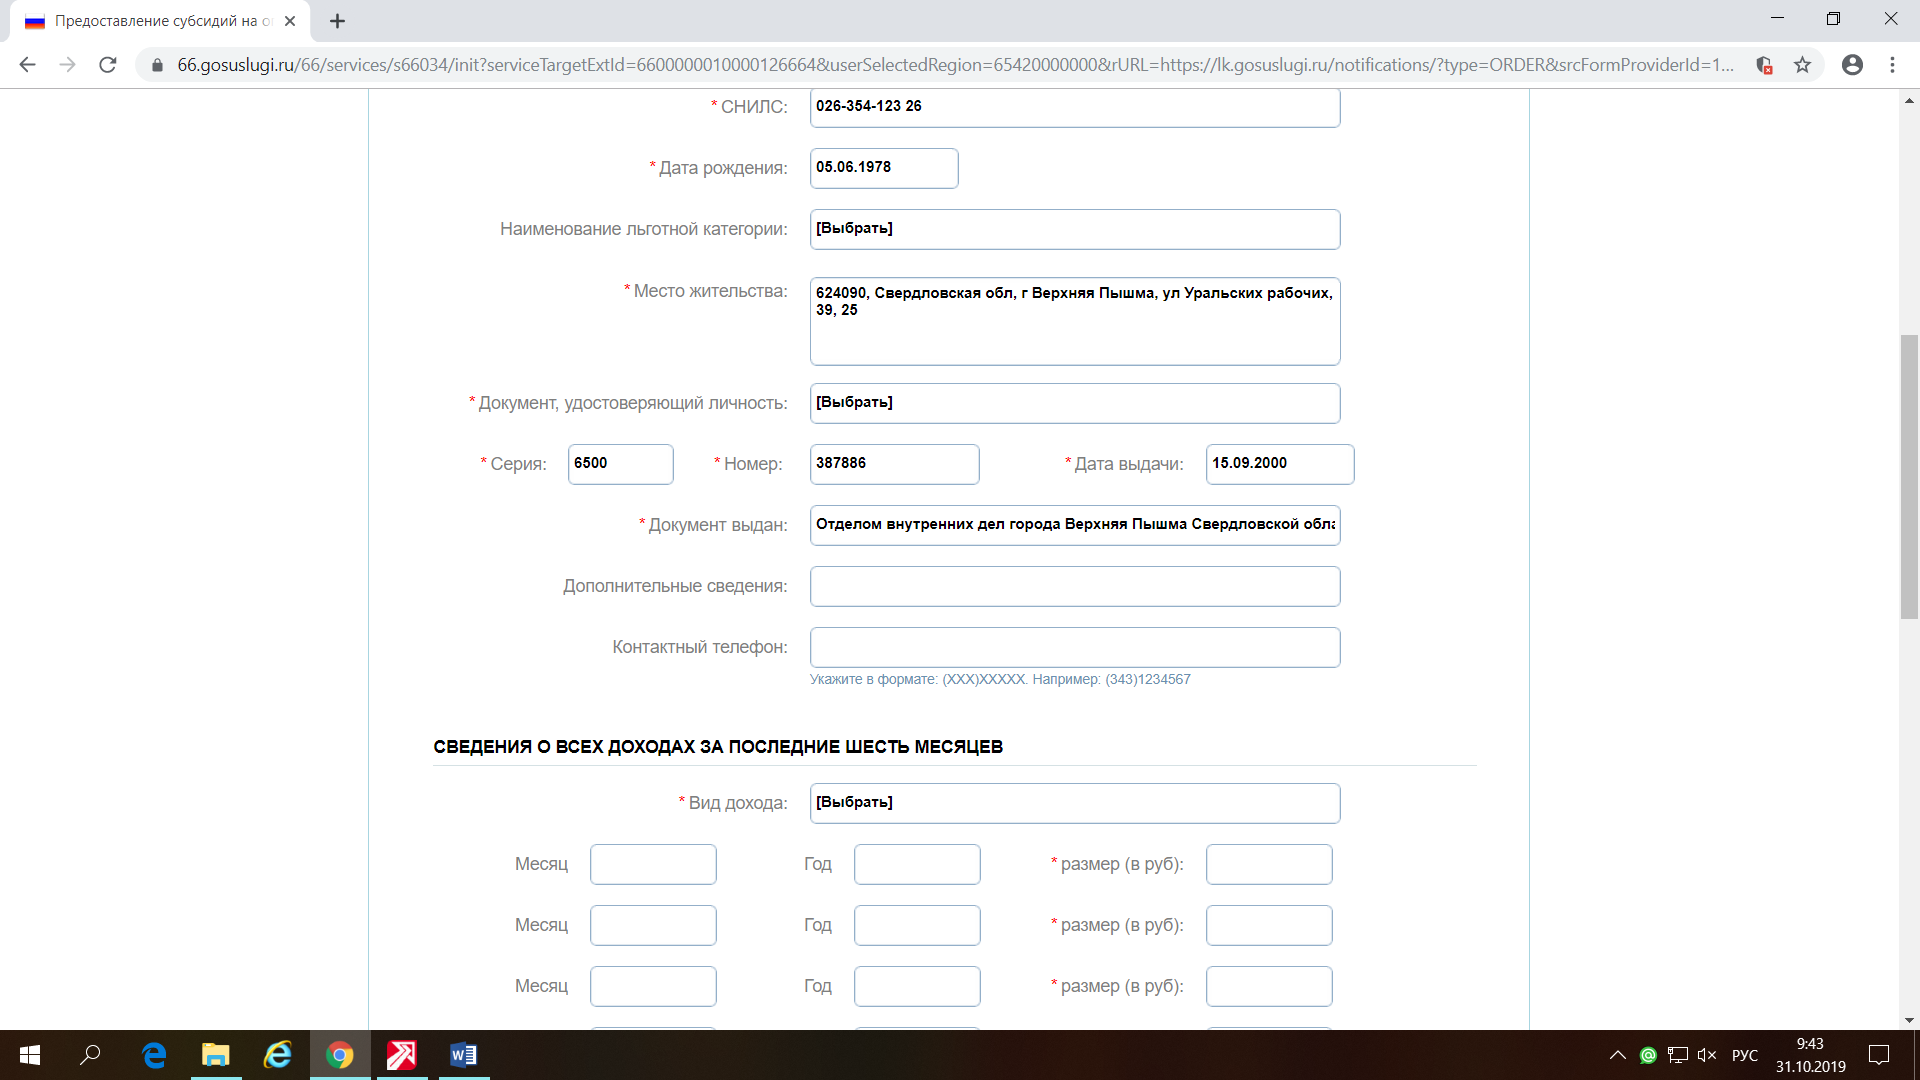 Предоставление субсидий на о
66.gosuslugi.ru/66/services/s66034/init?serviceTargetExtId=6600000010000126664&userSelectedRegion=65420000000&rURL=https://lk.gosuslugi.ru/notifications/?type=ORDER&srcFormProviderId=1...
* СНИЛС: 026-354-123 26
* Дата рождения: 05.06.1978
Наименование льготной категории: [Выбрать]
* Место жительства: 624090, Свердловская обл, г Верхняя Пышма, ул Уральских рабочих,
39, 25
* Документ, удостоверяющий личность: [Выбрать]
* Серия: 6500 * Номер: 387886 * Дата выдачи: 15.09.2000
* Документ выдан: Отделом внутренних дел города Верхняя Пышма Свердловской обла
Дополнительные сведения:
Контактный телефон:
Укажите в формате: (XXX)XXXXX. Например: (343)1234567
СВЕДЕНИЯ О ВСЕХ ДОХОДАХ ЗА ПОСЛЕДНИЕ ШЕСТЬ МЕСЯЦЕВ
* Вид дохода: [Выбрать]
Месяц Год * размер (в руб):
Месяц Год * размер (в руб):
Месяц Год * размер (в руб):
РУС 9:43
31.10.2019